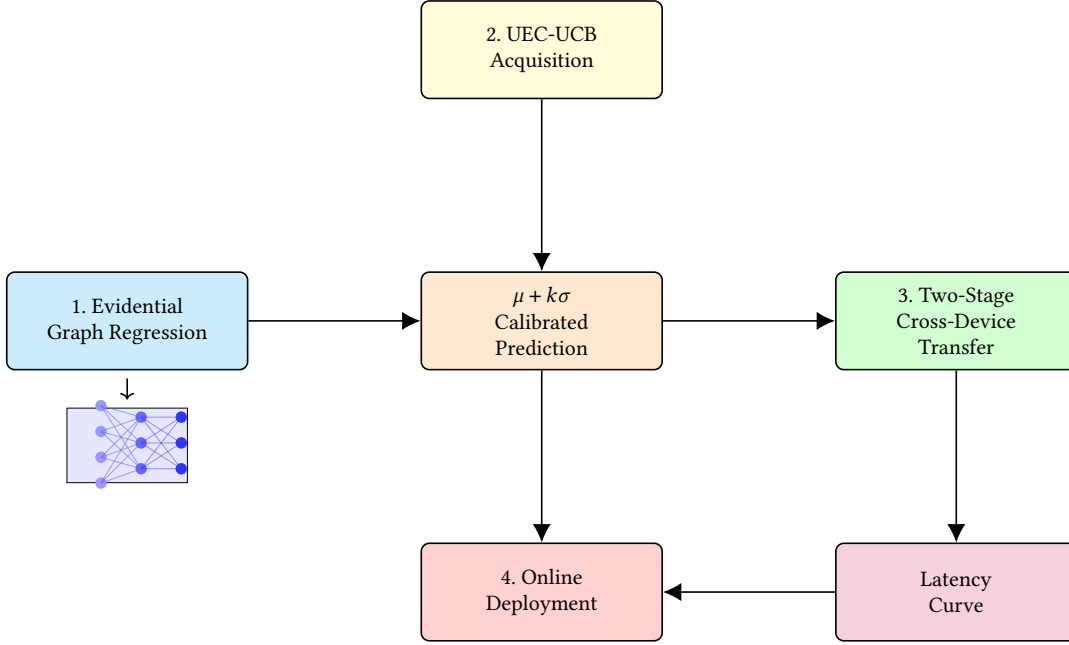 2. UEC-UCB
Acquisition
1. Evidential
Graph Regression
μ + kσ
Calibrated
Prediction
3. Two-Stage
Cross-Device
Transfer
4. Online
Deployment
Latency
Curve